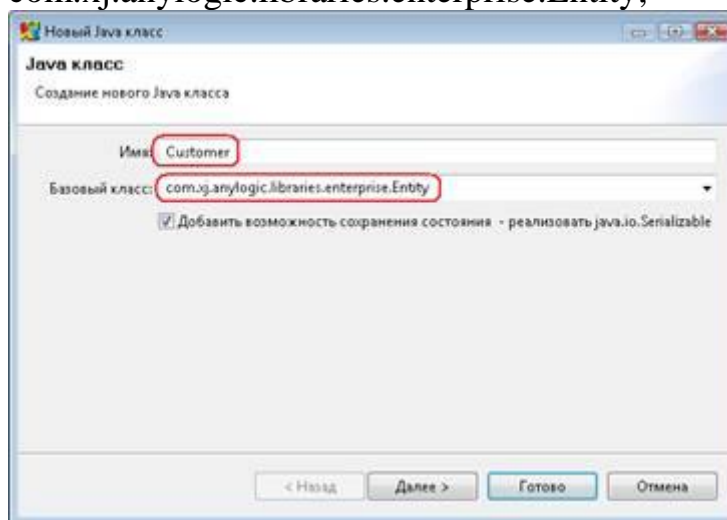 com.xj.anylogic.libraries.enterprise.Entity;
Новый Java класс
Java класс
Создание нового Java класса
Имя: Customer
Базовый класс: com.xj.anylogic.libraries.enterprise.Entity
Добавить возможность сохранения состояния - реализовать java.io.Serializable
< Назад Далее > Готово Отмена